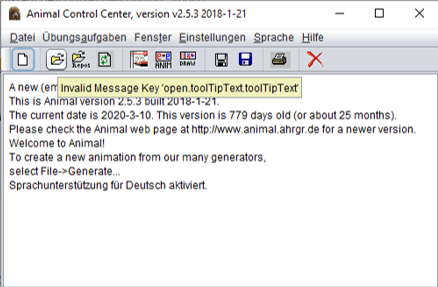 Animal Control Center, version v2.5.3 2018-1-21
Datei Übungsaufgaben Fenster Einstellungen Sprache Hilfe
Repos ANIM DRAW
A new (em
Invalid Message Key 'open.toolTipText.toolTipText'
This is Animal version 2.5.3 built 2018-1-21.
The current date is 2020-3-10. This version is 779 days old (or about 25 months).
Please check the Animal web page at http://www.animal.ahrgr.de for a newer version.
Welcome to Animal!
To create a new animation from our many generators,
select File->Generate...
Sprachunterstützung für Deutsch aktiviert.